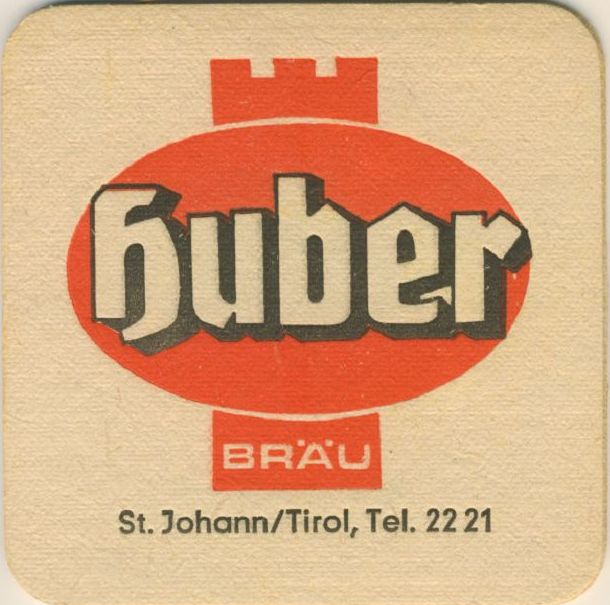 huber
BRÄU
St. Johann/Tirol, Tel. 22 21